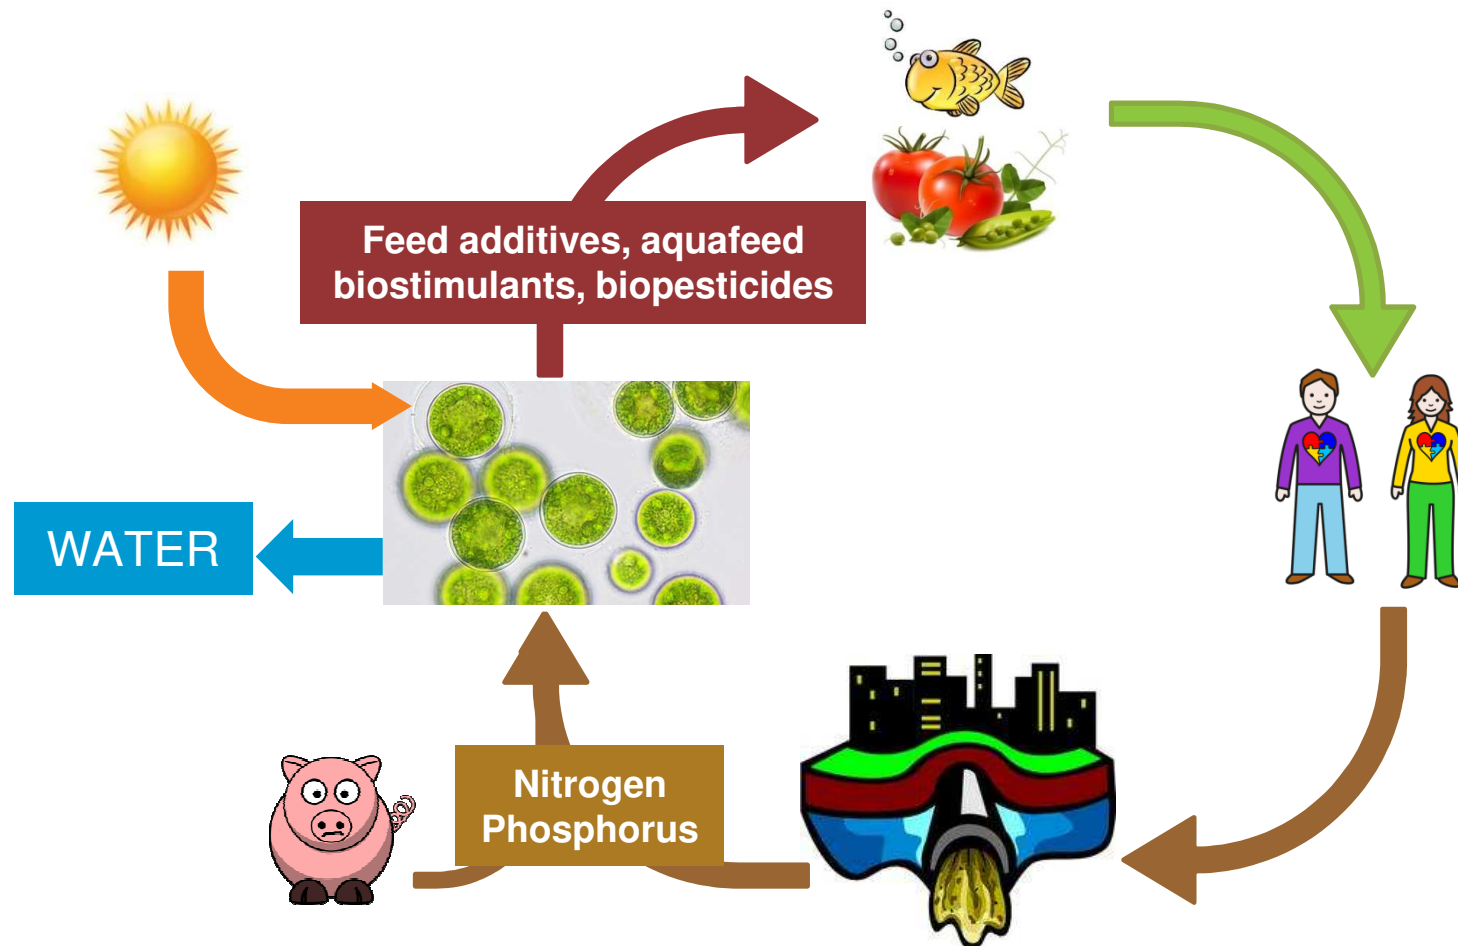 Feed additives, aquafeed
biostimulants, biopesticides
WATER
Nitrogen
Phosphorus